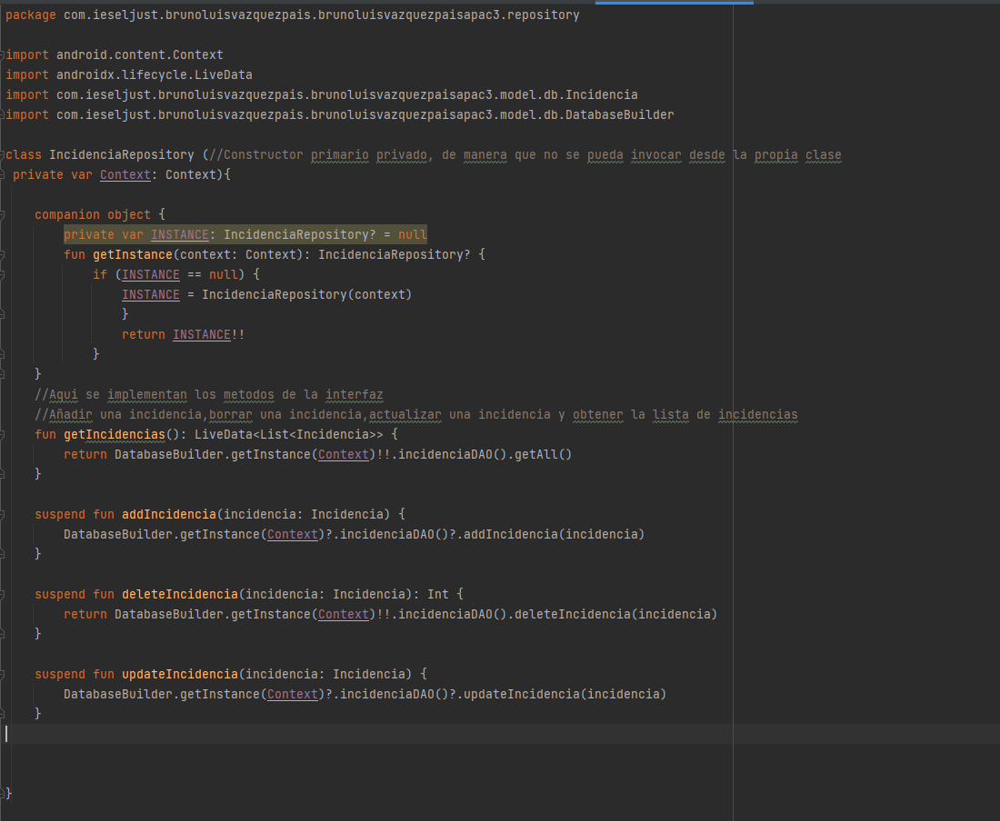 package com.ieseljust.brunoluisvazquezpais.brunoluisvazquezpaisapac3.repository
import android.content.Context
import androidx.lifecycle.LiveData
import com.ieseljust.brunoluisvazquezpais.brunoluisvazquezpaisapac3.model.db.Incidencia
import com.ieseljust.brunoluisvazquezpais.brunoluisvazquezpaisapac3.model.db.DatabaseBuilder
class IncidenciaRepository (//Constructor primario privado, de manera que no se pueda invocar desde la propia clase
private var Context: Context){
companion object {
private var INSTANCE: IncidenciaRepository? = null
fun getInstance(context: Context): IncidenciaRepository? {
if (INSTANCE == null) {
INSTANCE = IncidenciaRepository(context)
}
return INSTANCE!!
}
}
//Aqui se implementan los metodos de la interfaz
//Añadir una incidencia,borrar una incidencia,actualizar una incidencia y obtener la lista de incidencias
fun getIncidencias(): LiveData<List<Incidencia>> {
return DatabaseBuilder.getInstance(Context)!!.incidenciaDAO().getAll()
}
suspend fun addIncidencia(incidencia: Incidencia) {
DatabaseBuilder.getInstance(Context)?.incidenciaDAO()?.addIncidencia(incidencia)
}
suspend fun deleteIncidencia(incidencia: Incidencia): Int {
return DatabaseBuilder.getInstance(Context)!!.incidenciaDAO().deleteIncidencia(incidencia)
}
suspend fun updateIncidencia(incidencia: Incidencia) {
DatabaseBuilder.getInstance(Context)?.incidenciaDAO()?.updateIncidencia(incidencia)
}
}